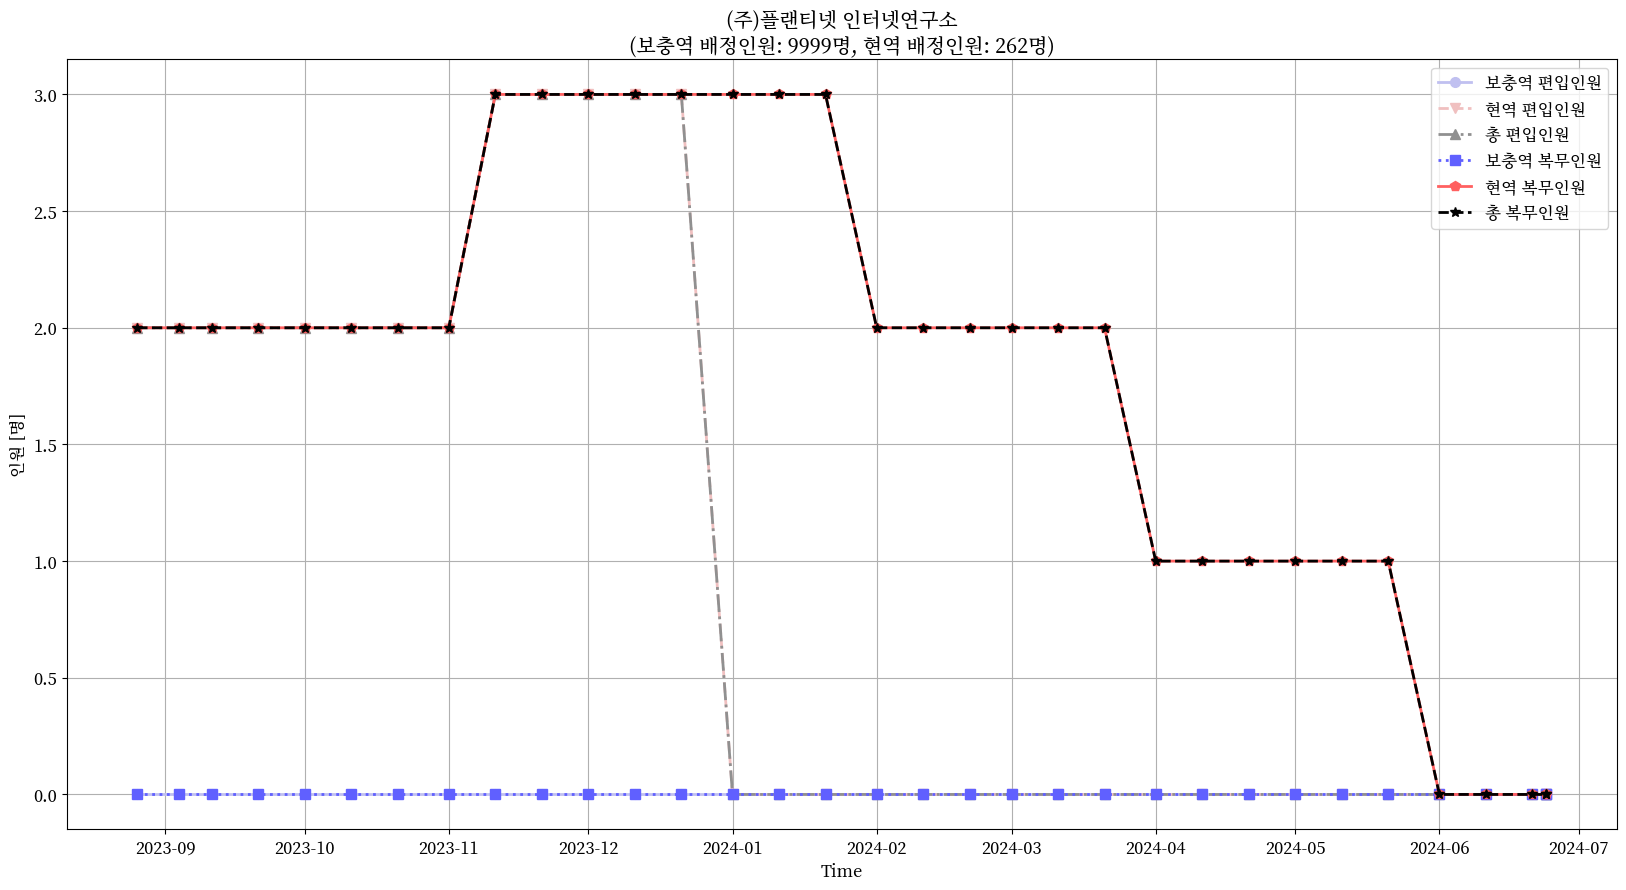 (주)플랜티넷 인터넷연구소
(보충역 배정인원: 9999명, 현역 배정인원: 262명)
보충역 편입인원
현역 편입인원
총 편입인원
보충역 복무인원
현역 복무인원
총 복무인원
인원 [명]
3.0
2.5
2.0
1.5
1.0
0.5
0.0
2023-09
2023-10
2023-11
2023-12
2024-01
2024-02
2024-03
2024-04
2024-05
2024-06
2024-07
Time